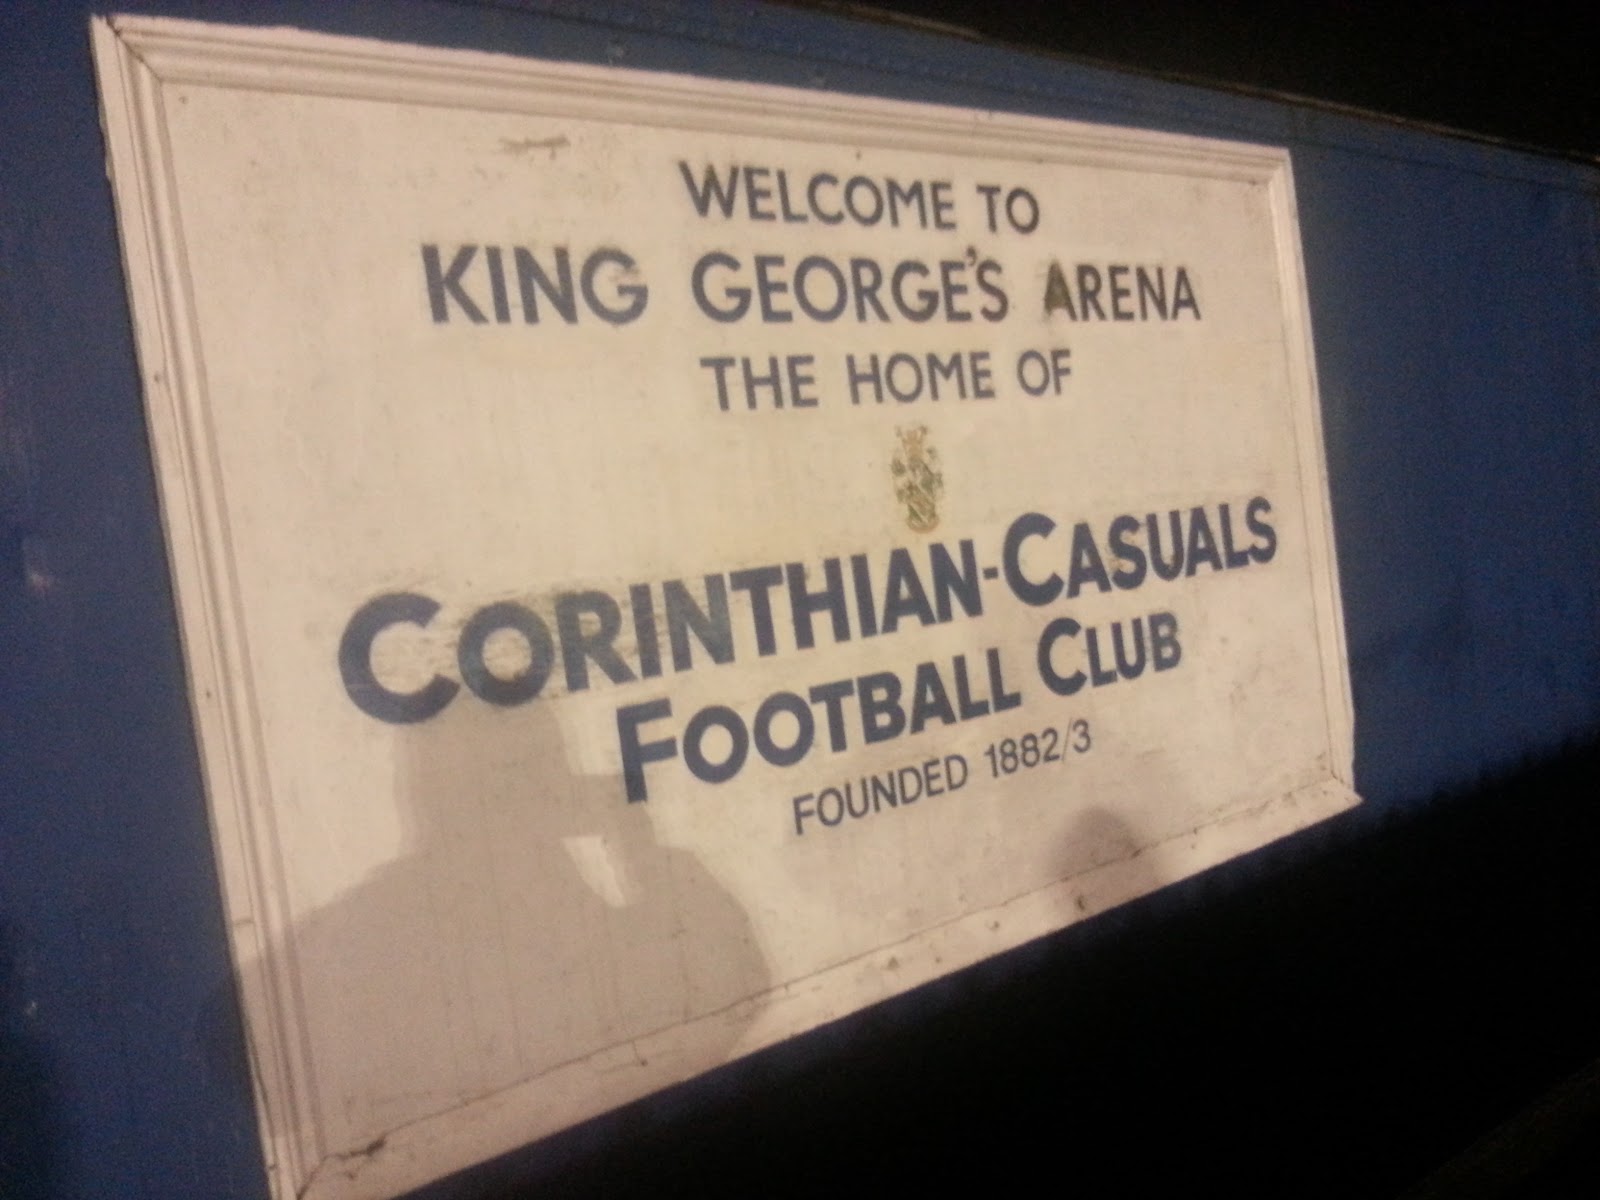 WELCOME TO
KING GEORGE'S ARENA
THE HOME OF
CORINTHIAN-CASUALS
FOOTBALL CLUB
FOUNDED 1882/3